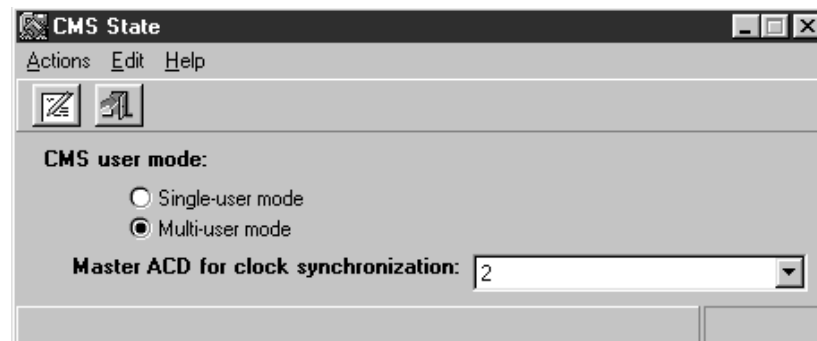 CMS State
Actions Edit Help
CMS user mode:
Single-user mode
Multi-user mode
Master ACD for clock synchronization: 2